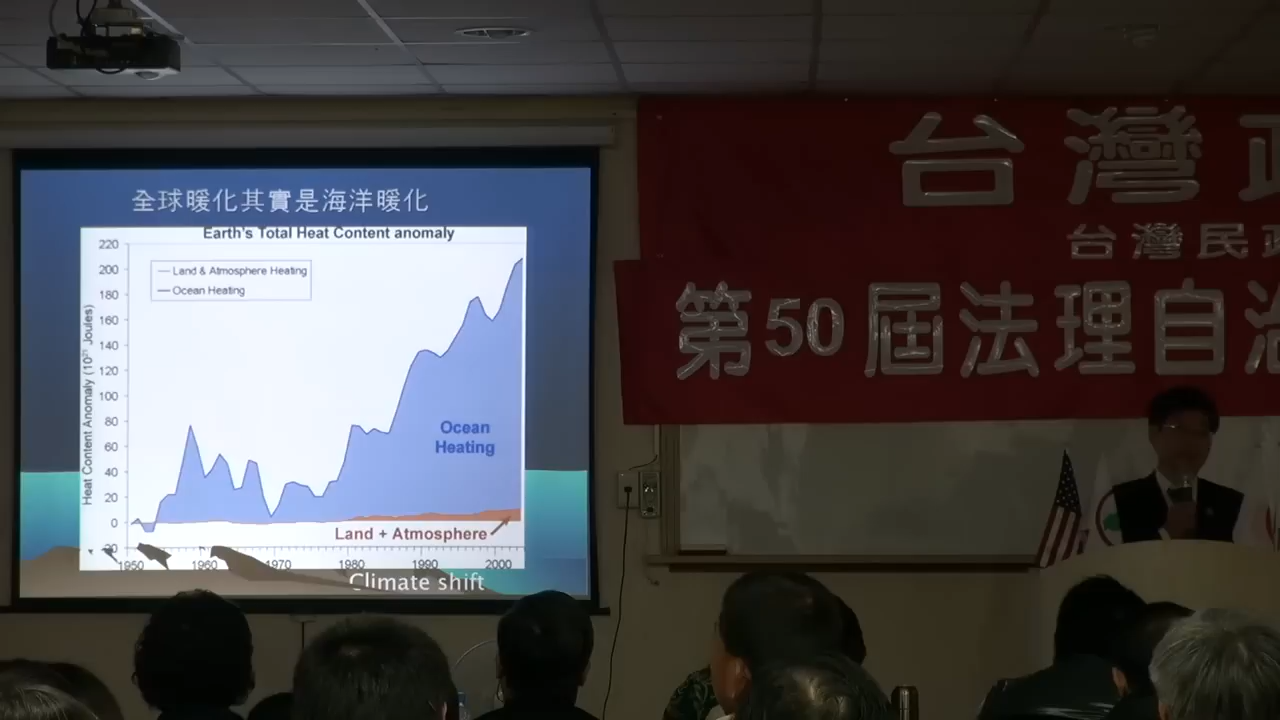 全球暖化其實是海洋暖化
Earth's Total Heat Content anomaly
Heat Content Anomaly (10²¹ Joules)
220
200
180
160
140
120
100
80
60
40
20
0
-20
Land & Atmosphere Heating
Ocean Heating
Ocean
Heating
Land + Atmosphere
1950
1960
1970
1980
1990
2000
Climate shift
台灣
台灣民政
第50屆法理自治